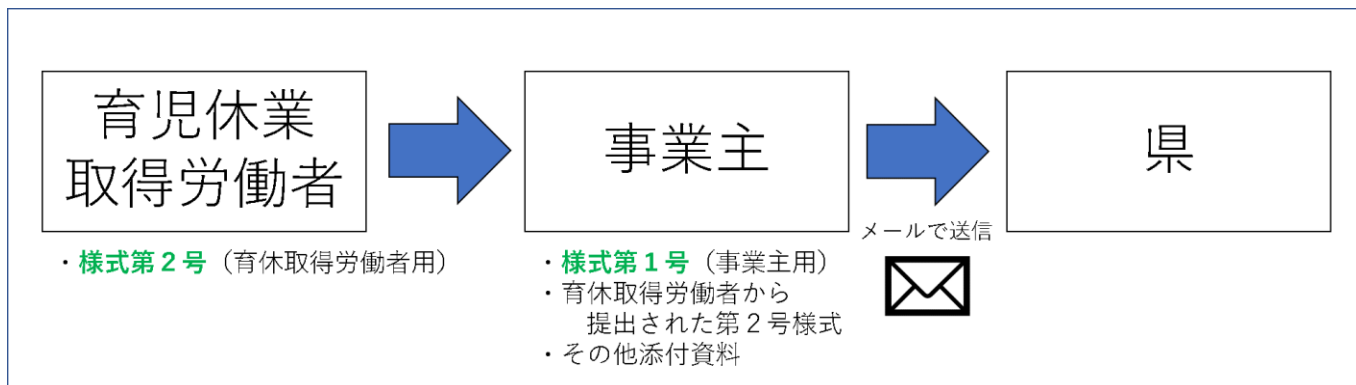 育児休業
取得労働者
事業主
県
メールで送信
・様式第２号（育休取得労働者用）
・様式第１号（事業主用）
・育休取得労働者から
提出された第２号様式
・その他添付資料